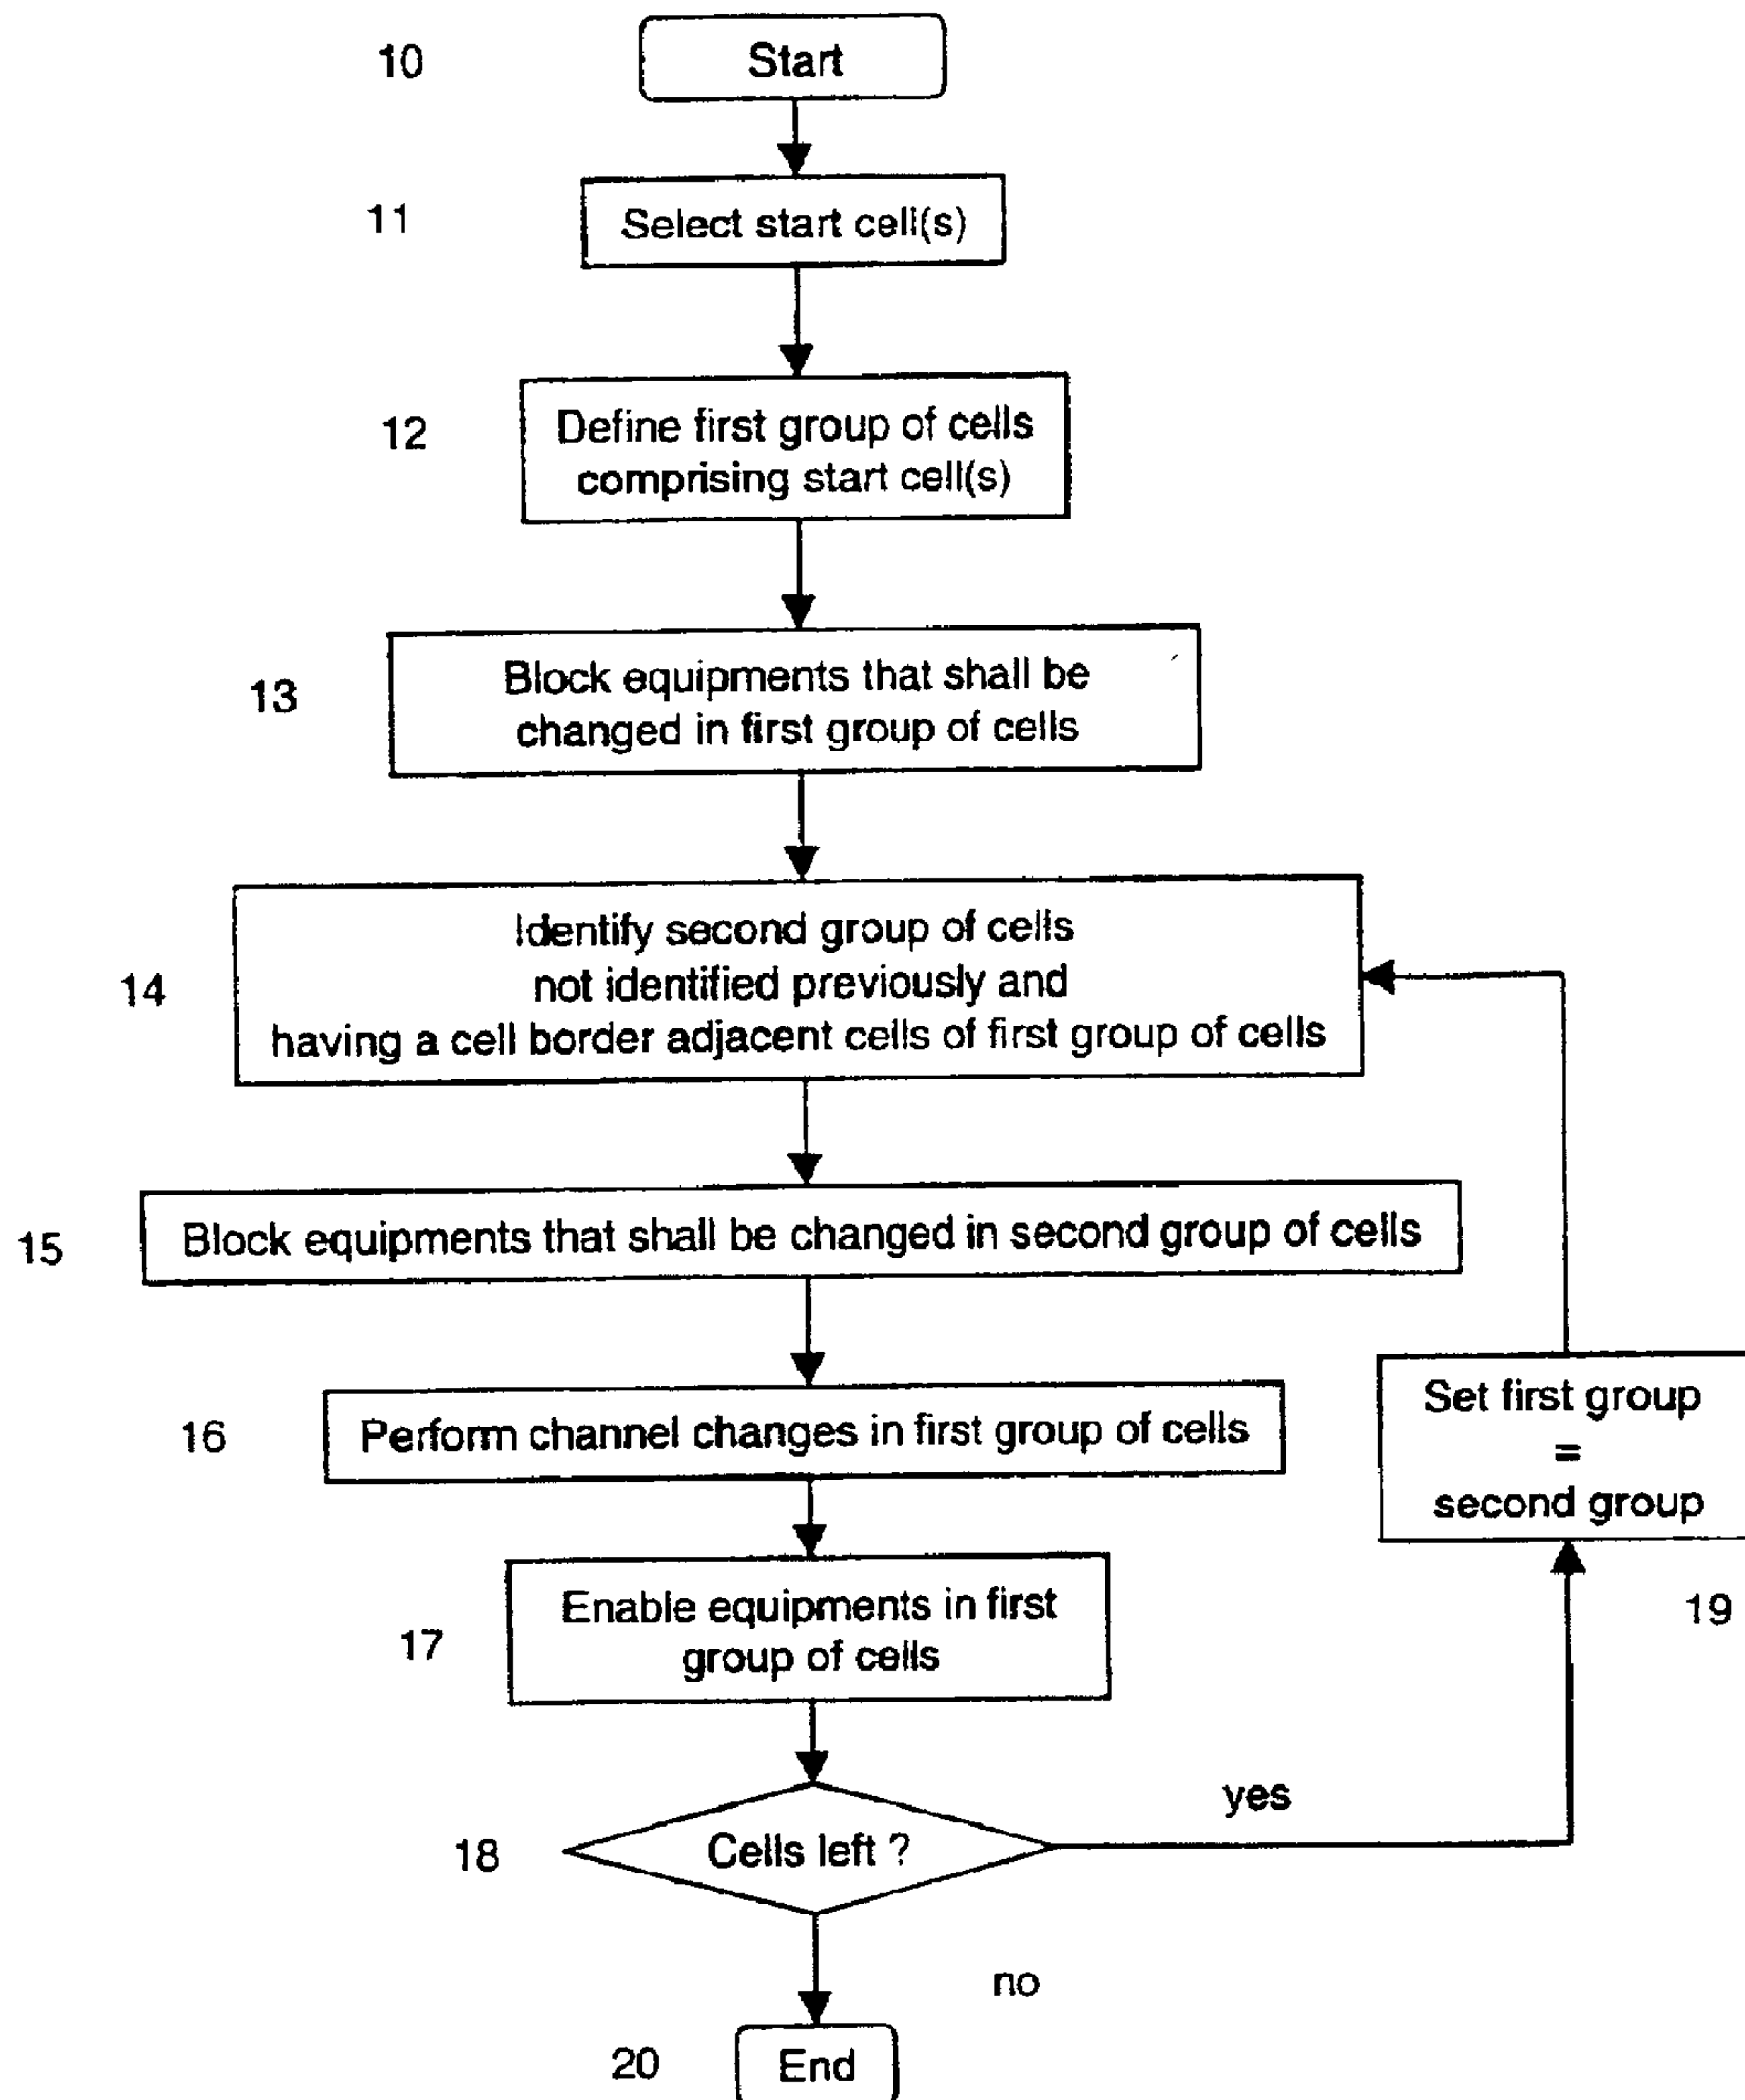 10
Start
11
Select start cell(s)
12
Define first group of cells
comprising start cell(s)
13
Block equipments that shall be
changed in first group of cells
14
Identify second group of cells
not identified previously and
having a cell border adjacent cells of first group of cells
15
Block equipments that shall be changed in second group of cells
16
Perform channel changes in first group of cells
Set first group
=
second group
19
17
Enable equipments in first
group of cells
18
Cells left ?
yes
no
20
End